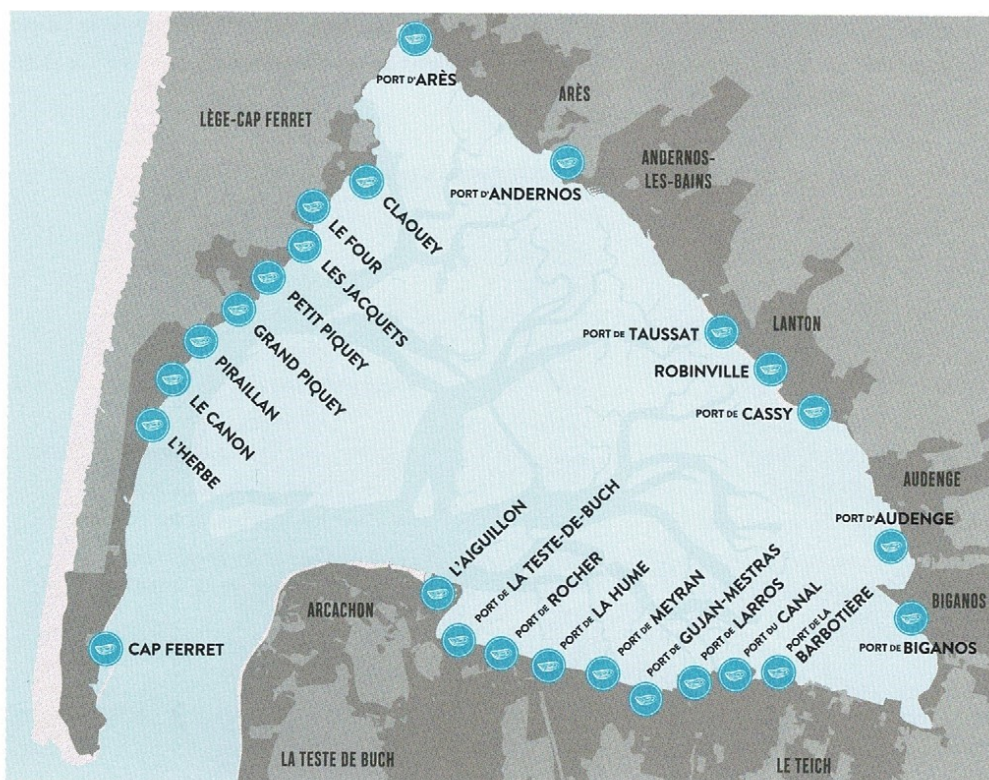 PORT D'ARÈS
ARÈS
LÈGE-CAP FERRET
ANDERNOS-
LES-BAINS
PORT D'ANDERNOS
CLAOUEY
LE FOUR
LES JACQUETS
PETIT PIQUEY
GRAND PIQUEY
PIRAILLAN
LE CANON
L'HERBE
CAP FERRET
PORT DE TAUSSAT
LANTON
ROBINVILLE
PORT DE CASSY
AUDENGE
PORT D'AUDENGE
BIGANOS
PORT DE BIGANOS
L'AIGUILLON
PORT DE LA TESTE-DE-BUCH
PORT DE ROCHER
PORT DE LA HUME
PORT DE MEYRAN
PORT DE GUJAN-MESTRAS
PORT DE LARROS
PORT DU CANAL
PORT DE LA
BARBOTIÈRE
ARCACHON
LA TESTE DE BUCH
LE TEICH